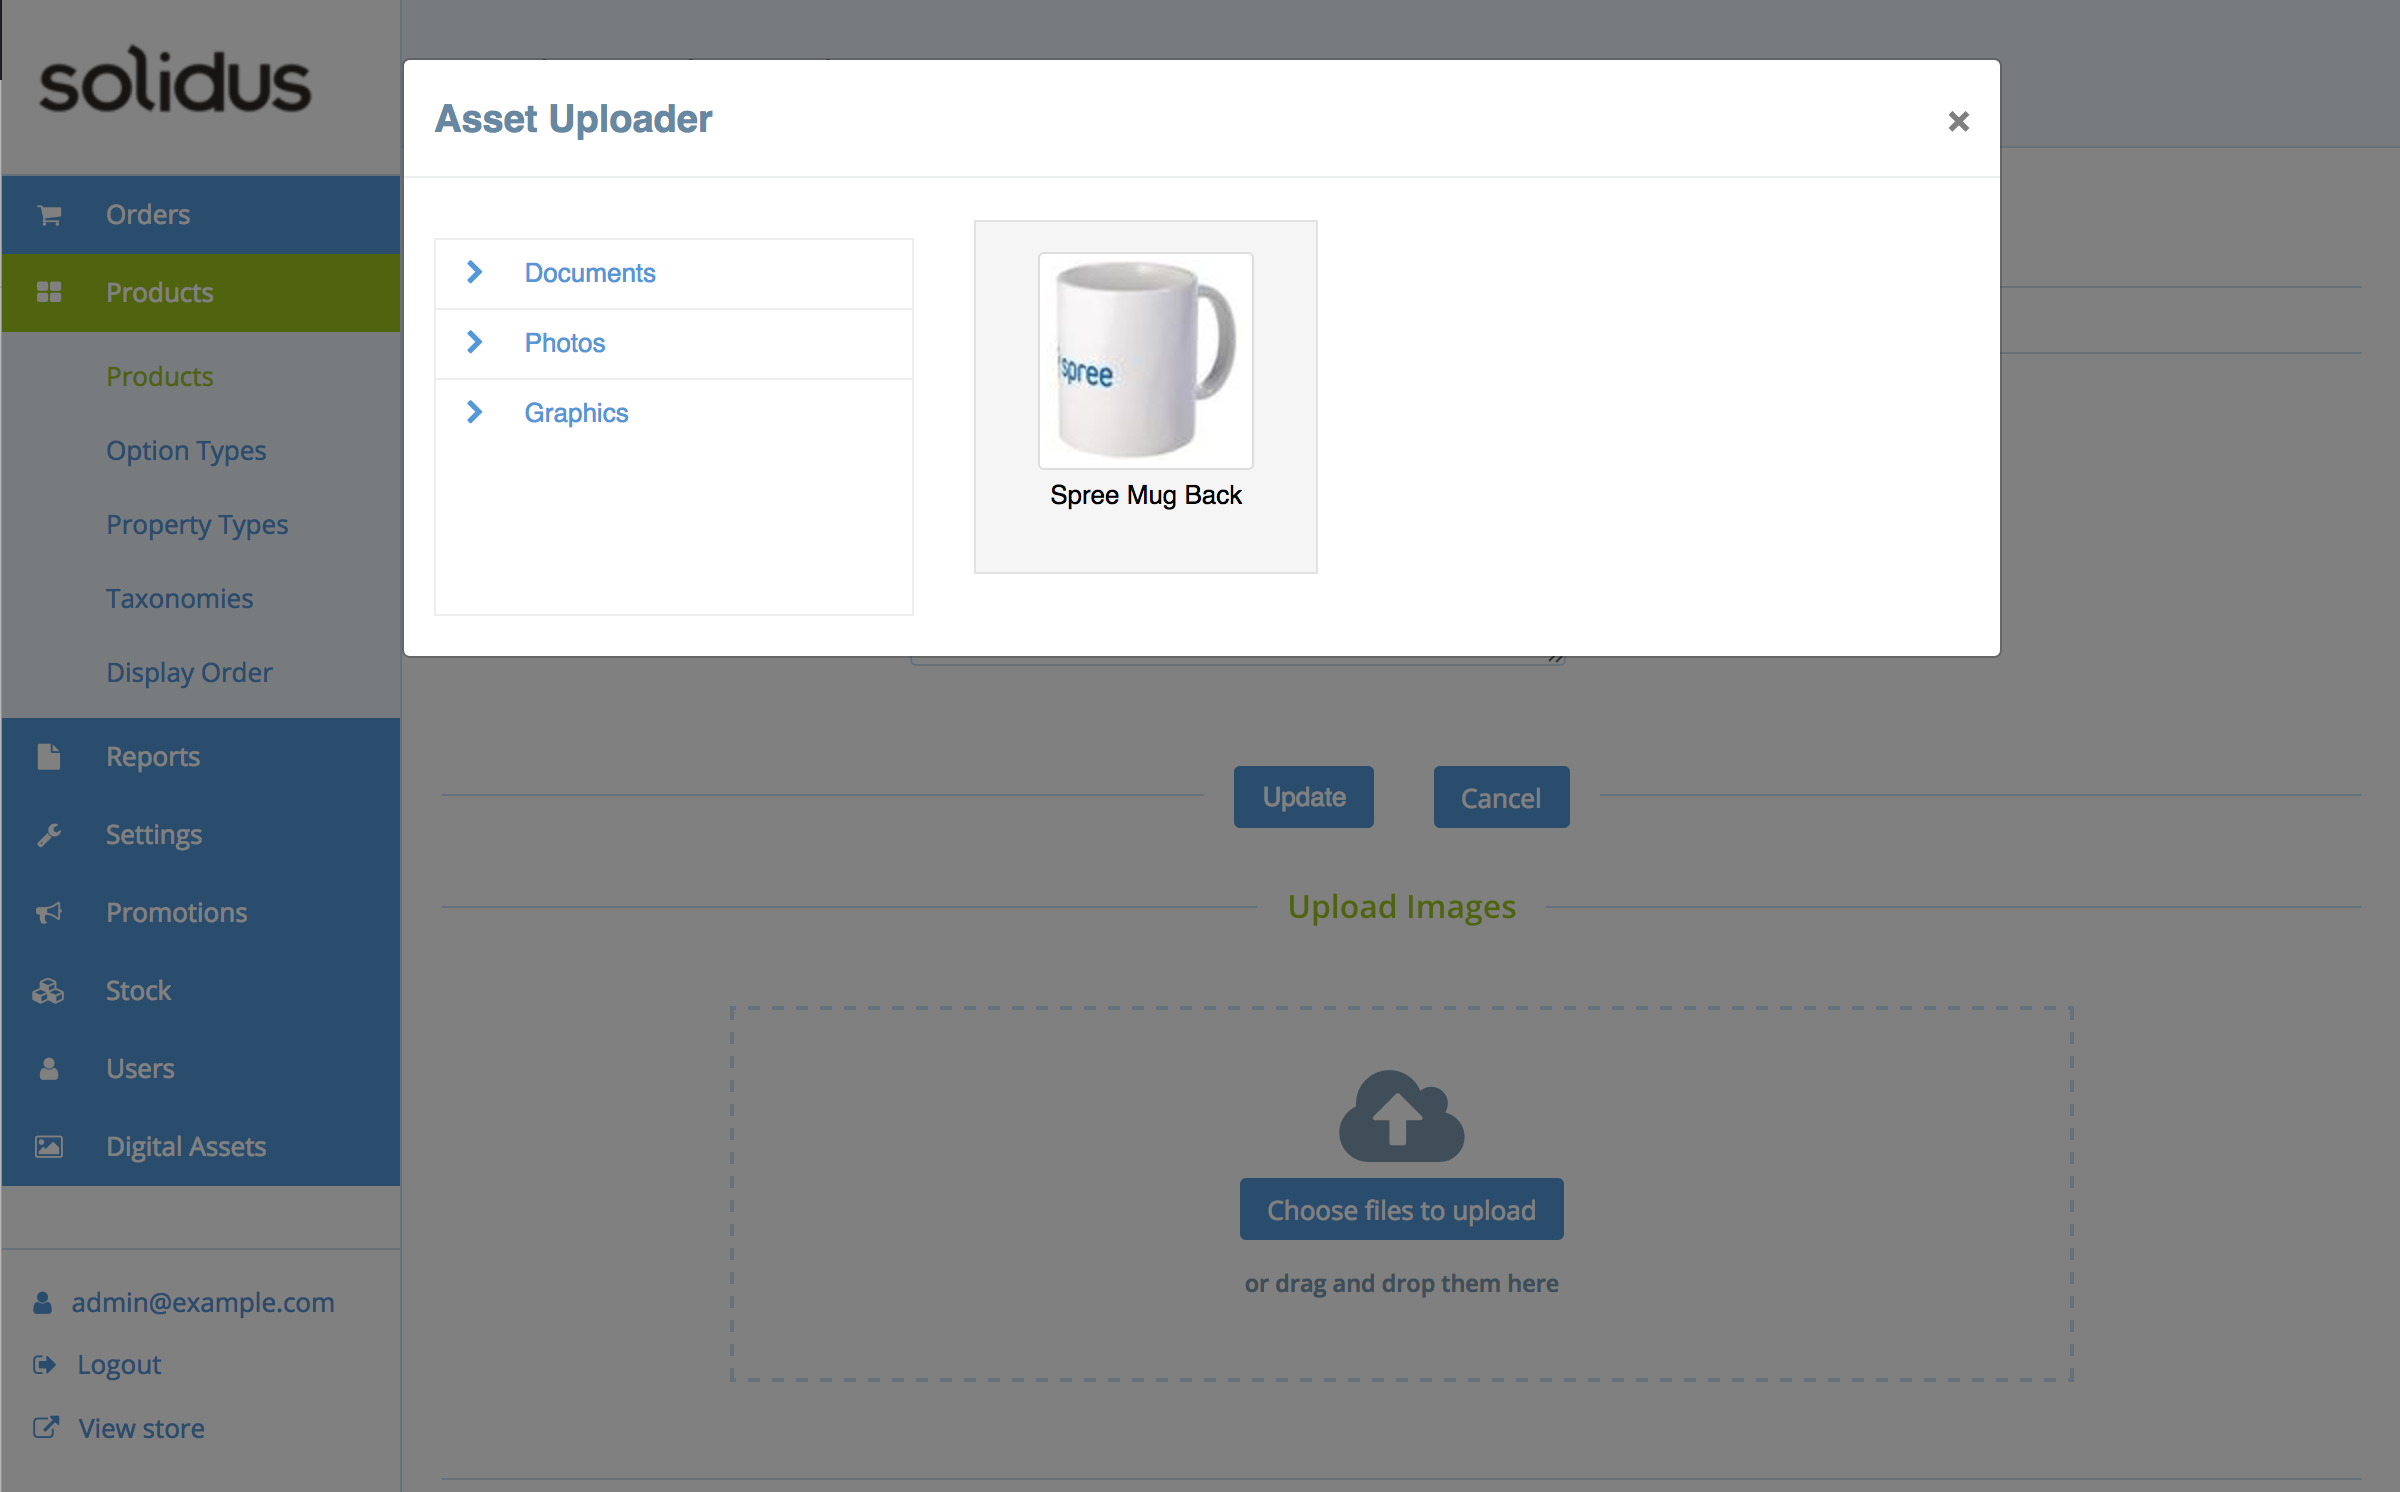 solidus
Orders
Products
Products
Option Types
Property Types
Taxonomies
Display Order
Reports
Settings
Promotions
Stock
Users
Digital Assets
admin@example.com
Logout
View store
Asset Uploader
Documents
Photos
Graphics
spree
Spree Mug Back
Update
Cancel
Upload Images
Choose files to upload
or drag and drop them here